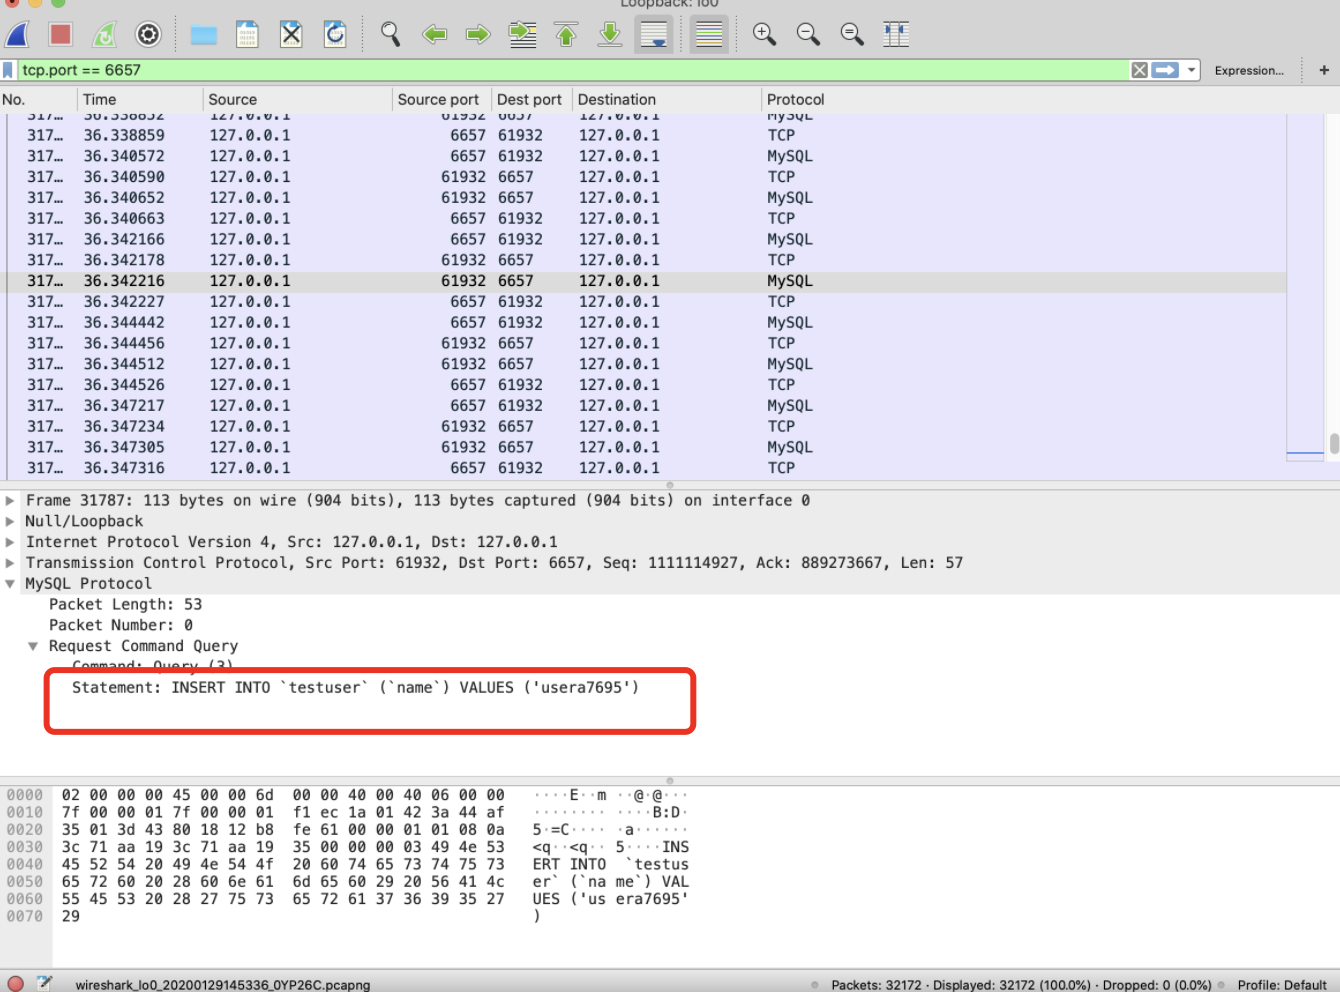 Loopback: lo0
tcp.port == 6657
Expression...
+
No. Time Source Source port Dest port Destination Protocol
317… 36.338852 127.0.0.1 61932 6657 127.0.0.1 MySQL
317… 36.338859 127.0.0.1 6657 61932 127.0.0.1 TCP
317… 36.340572 127.0.0.1 6657 61932 127.0.0.1 MySQL
317… 36.340590 127.0.0.1 61932 6657 127.0.0.1 TCP
317… 36.340652 127.0.0.1 61932 6657 127.0.0.1 MySQL
317… 36.340663 127.0.0.1 6657 61932 127.0.0.1 TCP
317… 36.342166 127.0.0.1 6657 61932 127.0.0.1 MySQL
317… 36.342178 127.0.0.1 61932 6657 127.0.0.1 TCP
317… 36.342216 127.0.0.1 61932 6657 127.0.0.1 MySQL
317… 36.342227 127.0.0.1 6657 61932 127.0.0.1 TCP
317… 36.344442 127.0.0.1 6657 61932 127.0.0.1 MySQL
317… 36.344456 127.0.0.1 61932 6657 127.0.0.1 TCP
317… 36.344512 127.0.0.1 61932 6657 127.0.0.1 MySQL
317… 36.344526 127.0.0.1 6657 61932 127.0.0.1 TCP
317… 36.347217 127.0.0.1 6657 61932 127.0.0.1 MySQL
317… 36.347234 127.0.0.1 61932 6657 127.0.0.1 TCP
317… 36.347305 127.0.0.1 61932 6657 127.0.0.1 MySQL
317… 36.347316 127.0.0.1 6657 61932 127.0.0.1 TCP
Frame 31787: 113 bytes on wire (904 bits), 113 bytes captured (904 bits) on interface 0
Null/Loopback
Internet Protocol Version 4, Src: 127.0.0.1, Dst: 127.0.0.1
Transmission Control Protocol, Src Port: 61932, Dst Port: 6657, Seq: 1111114927, Ack: 889273667, Len: 57
MySQL Protocol
Packet Length: 53
Packet Number: 0
Request Command Query
Command: Query (3)
Statement: INSERT INTO `testuser` (`name`) VALUES ('usera7695')
0000 02 00 00 00 45 00 00 6d 00 00 40 00 40 06 00 00 ····E··m ··@·@···
0010 7f 00 00 01 7f 00 00 01 f1 ec 1a 01 42 3a 44 af ········ ····B:D·
0020 35 01 3d 43 80 18 12 b8 fe 61 00 00 01 01 08 0a 5·=C···· ·a······
0030 3c 71 aa 19 3c 71 aa 19 35 00 00 00 03 49 4e 53 <q··<q·· 5····INS
0040 45 52 54 20 49 4e 54 4f 20 60 74 65 73 74 75 73 ERT INTO `testus
0050 65 72 60 20 28 60 6e 61 6d 65 60 29 20 56 41 4c er` (`na me`) VAL
0060 55 45 53 20 28 27 75 73 65 72 61 37 36 39 35 27 UES ('us era7695'
0070 29 )
wireshark_lo0_20200129145336_0YP26C.pcapng Packets: 32172 · Displayed: 32172 (100.0%) · Dropped: 0 (0.0%) Profile: Default